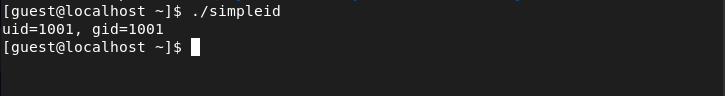 [guest@localhost ~]$ ./simpleid
uid=1001, gid=1001
[guest@localhost ~]$